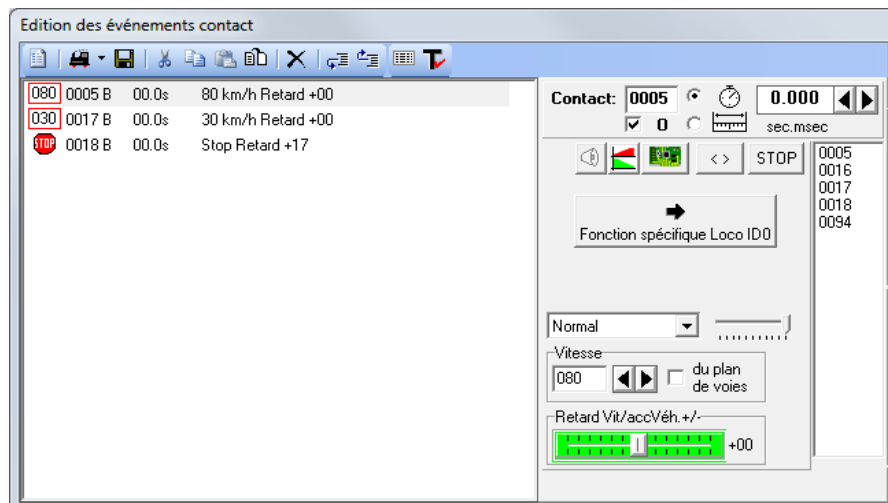 Edition des événements contact
080 0005 B 00.0s 80 km/h Retard +00
030 0017 B 00.0s 30 km/h Retard +00
STOP 0018 B 00.0s Stop Retard +17
Contact: 0005 0.000
0 sec.msec
< > STOP
0005
0016
0017
0018
0094
Fonction spécifique Loco ID0
Normal
Vitesse
080 du plan
de voies
Retard Vit/accVéh.+/-
+00